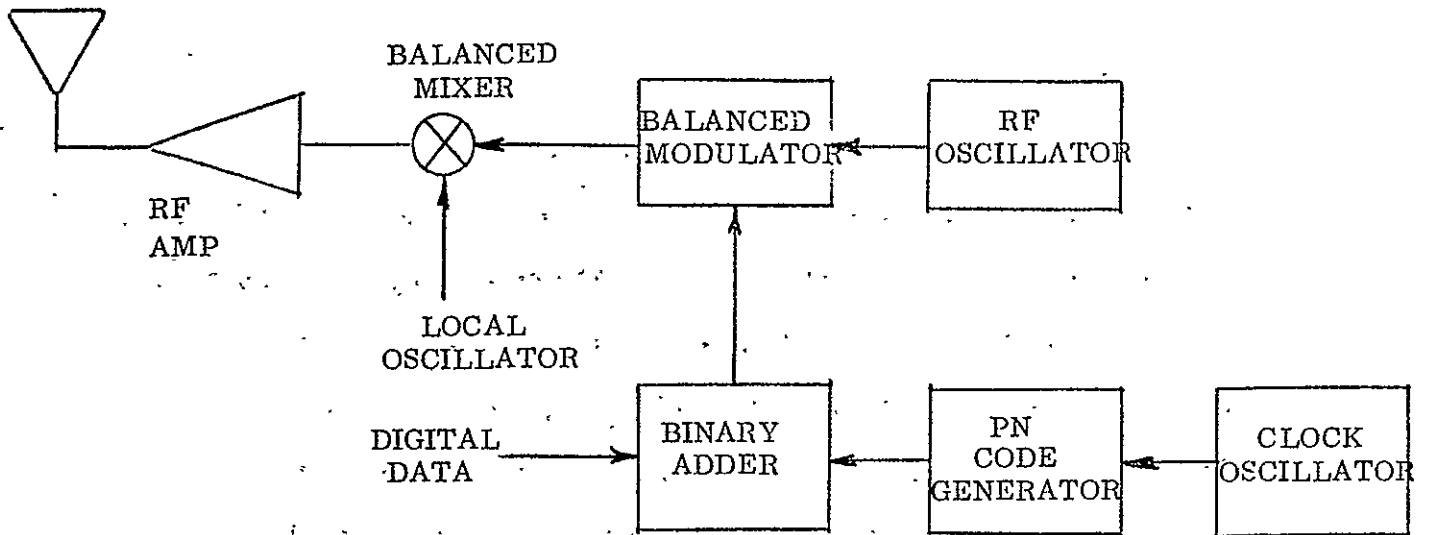 BALANCED
MIXER
BALANCED
MODULATOR
RF
OSCILLATOR
RF
AMP
LOCAL
OSCILLATOR
DIGITAL
DATA
BINARY
ADDER
PN
CODE
GENERATOR
CLOCK
OSCILLATOR